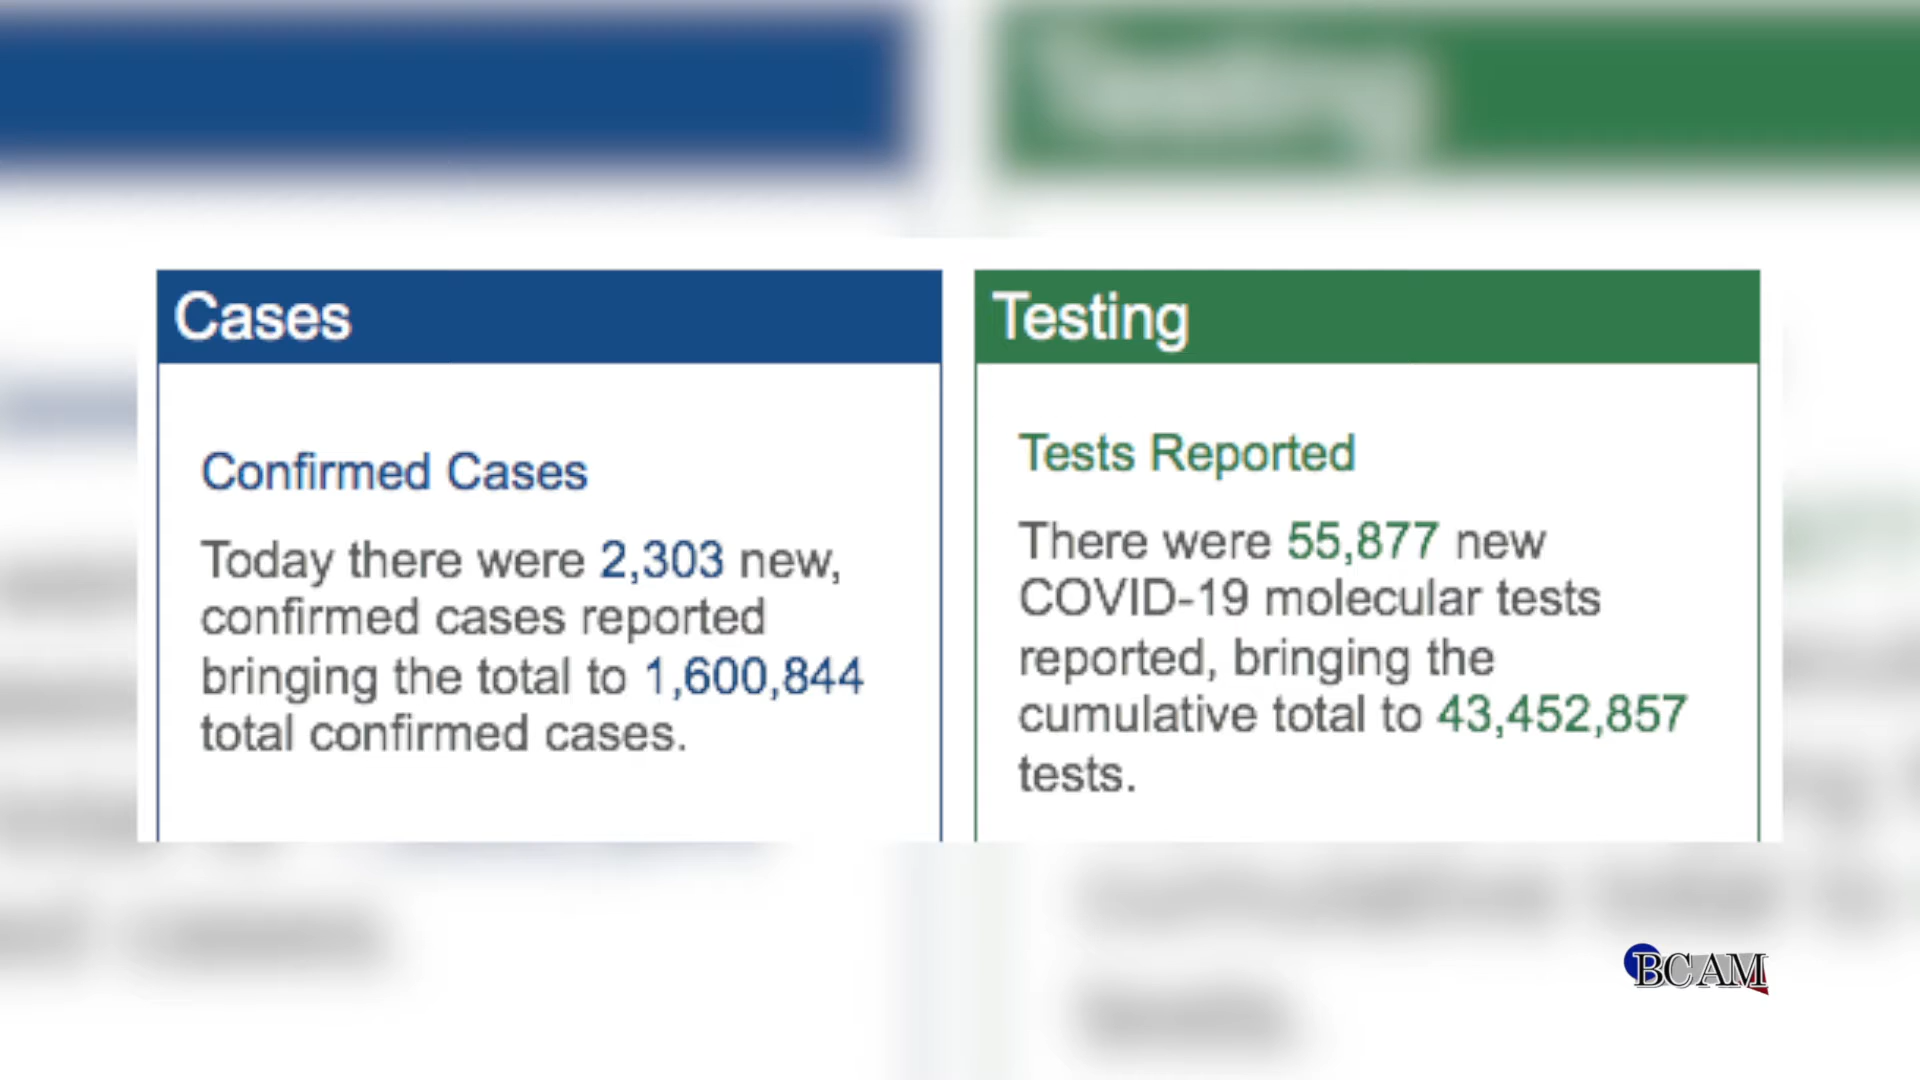 Testing
Cases
Confirmed Cases
Today there were 2,303 new,
confirmed cases reported
bringing the total to 1,600,844
total confirmed cases.
Testing
Tests Reported
There were 55,877 new
COVID-19 molecular tests
reported, bringing the
cumulative total to 43,452,857
tests.
BCAM